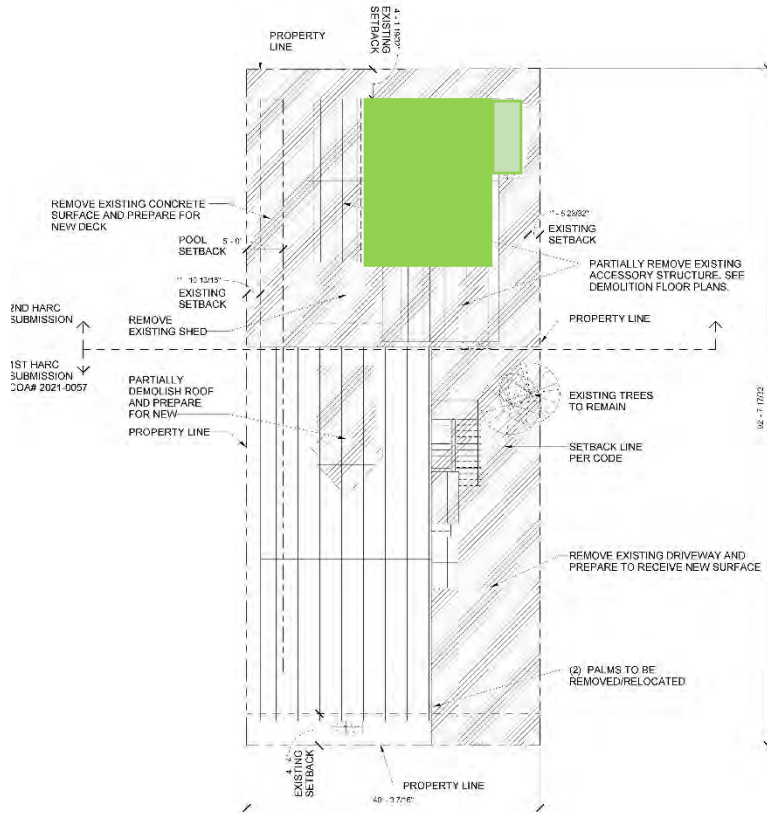 PROPERTY
LINE
EXISTING
SETBACK
REMOVE EXISTING CONCRETE
SURFACE AND PREPARE FOR
NEW DECK
POOL
SETBACK
EXISTING
SETBACK
EXISTING
SETBACK
PARTIALLY REMOVE EXISTING
ACCESSORY STRUCTURE. SEE
DEMOLITION FLOOR PLANS.
2ND HARC
SUBMISSION
REMOVE
EXISTING SHED
PROPERTY LINE
1ST HARC
SUBMISSION
COA# 2021-0057
PARTIALLY
DEMOLISH ROOF
AND PREPARE
FOR NEW
PROPERTY LINE
EXISTING TREES
TO REMAIN
SETBACK LINE
PER CODE
REMOVE EXISTING DRIVEWAY AND
PREPARE TO RECEIVE NEW SURFACE
(2) PALMS TO BE
REMOVED/RELOCATED
EXISTING
SETBACK
PROPERTY LINE